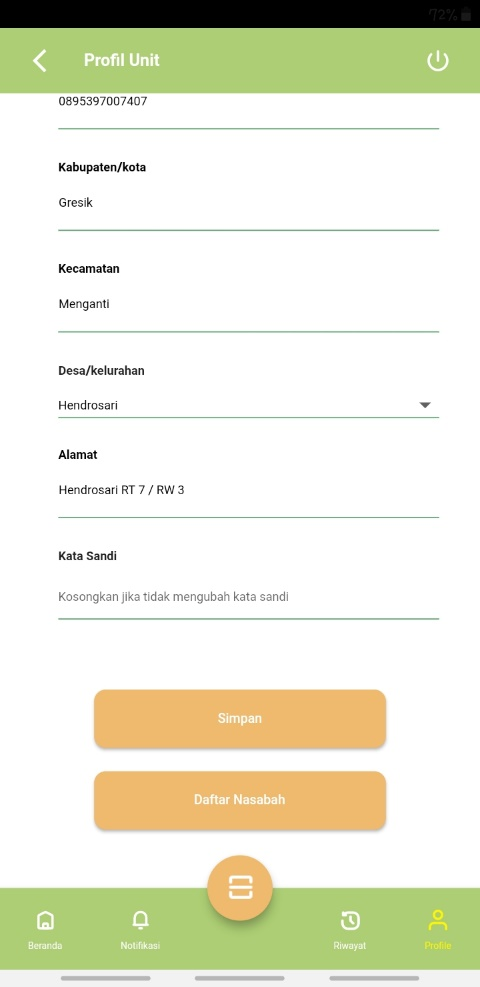 72%
Profil Unit
0895397007407
Kabupaten/kota
Gresik
Kecamatan
Menganti
Desa/kelurahan
Hendrosari
Alamat
Hendrosari RT 7 / RW 3
Kata Sandi
Kosongkan jika tidak mengubah kata sandi
Simpan
Daftar Nasabah
Beranda
Notifikasi
Riwayat
Profile